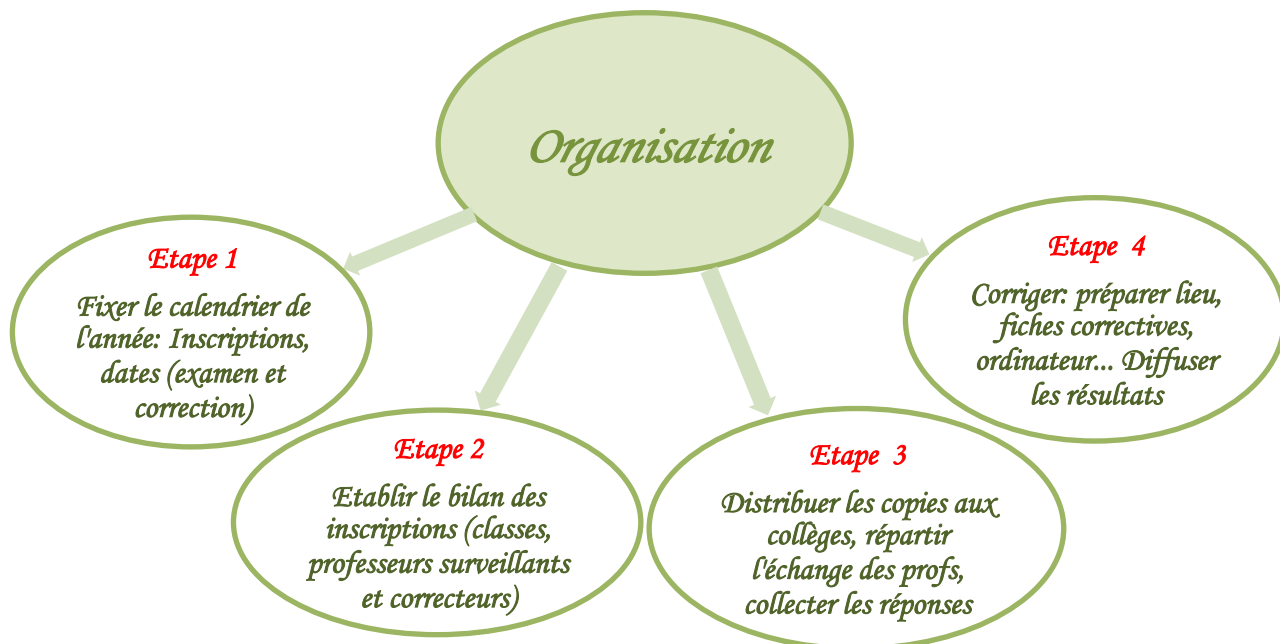 Organisation
Etape 1
Fixer le calendrier de
l'année: Inscriptions,
dates (examen et
correction)
Etape 2
Etablir le bilan des
inscriptions (classes,
professeurs surveillants
et correcteurs)
Etape 3
Distribuer les copies aux
collèges, répartir
l'échange des profs,
collecter les réponses
Etape 4
Corriger: préparer lieu,
fiches correctives,
ordinateur... Diffuser
les résultats